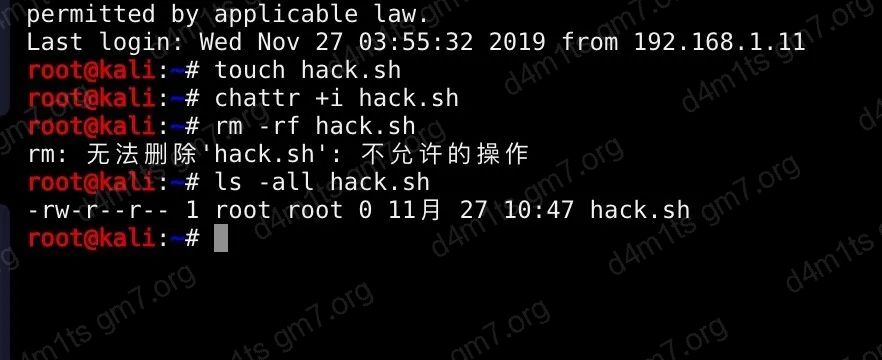 permitted by applicable law.
Last login: Wed Nov 27 03:55:32 2019 from 192.168.1.11
root@kali:~# touch hack.sh
root@kali:~# chattr +i hack.sh
root@kali:~# rm -rf hack.sh
rm: 无法删除'hack.sh': 不允许的操作
root@kali:~# ls -all hack.sh
-rw-r--r-- 1 root root 0 11月 27 10:47 hack.sh
root@kali:~#
d4m1ts gm7.org